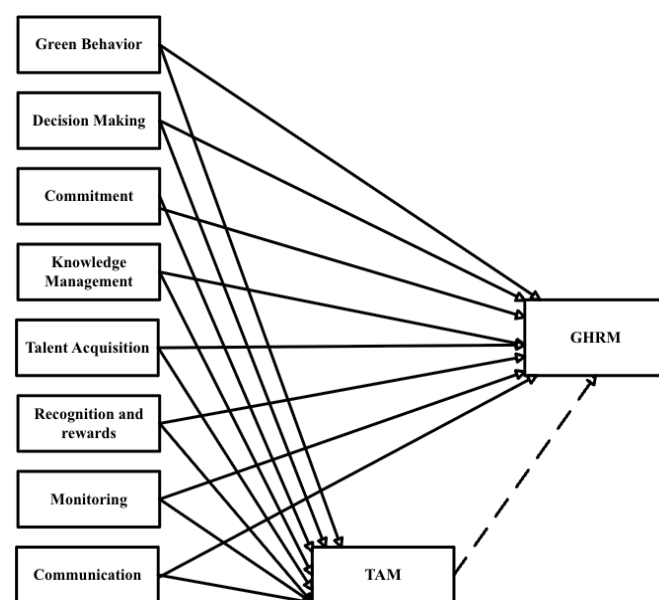 Green Behavior
Decision Making
Commitment
Knowledge
Management
Talent Acquisition
GHRM
Recognition and
rewards
Monitoring
Communication
TAM